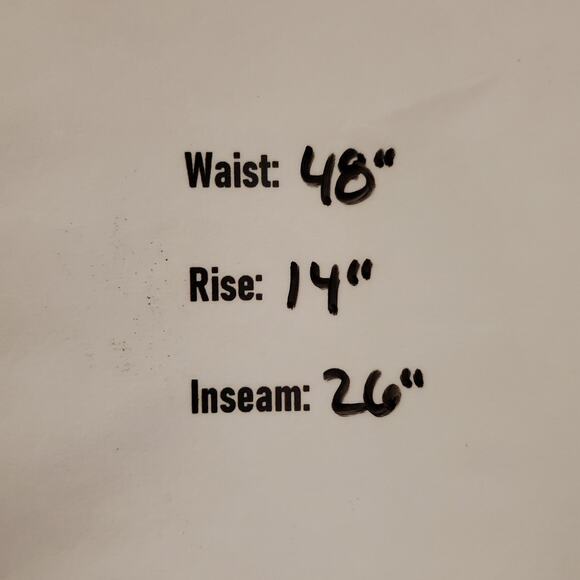 Waist: 48"
Rise: 14"
Inseam: 26"